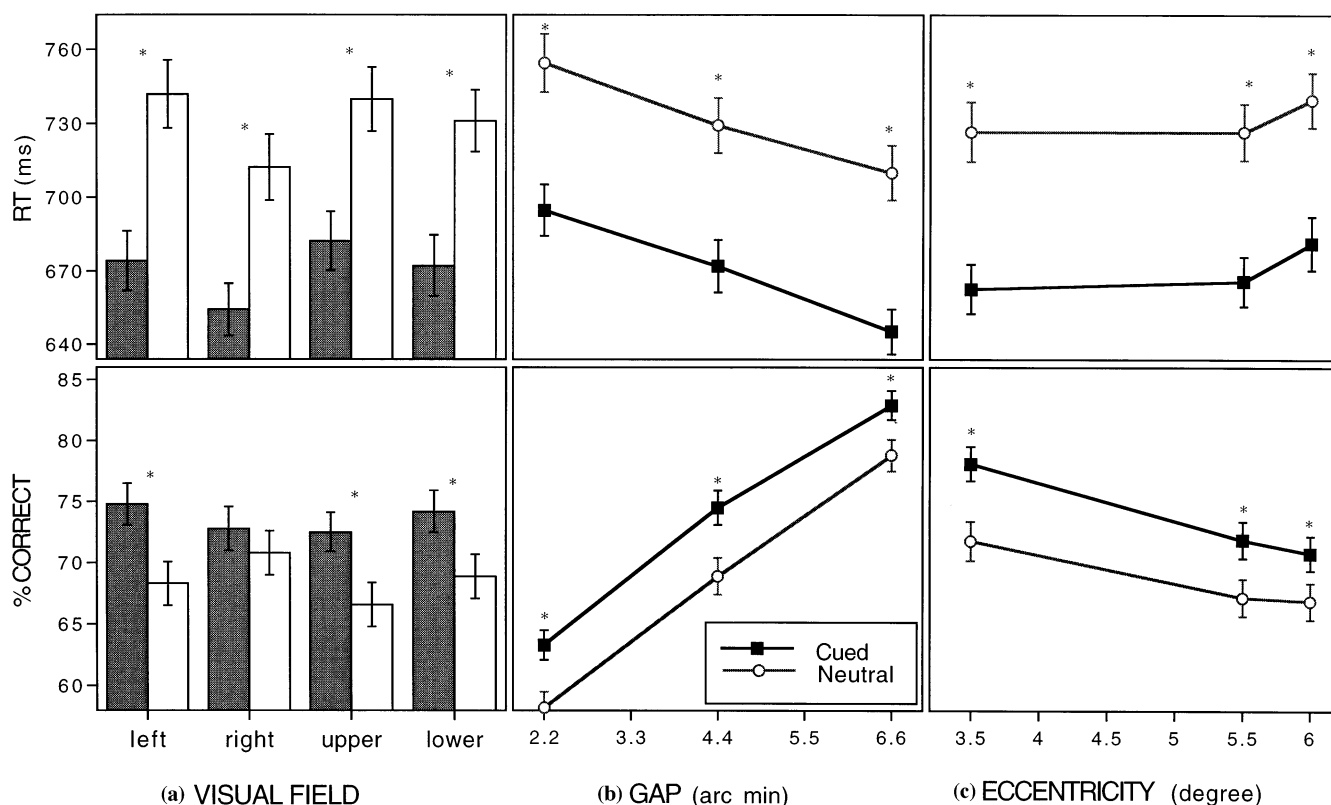 RT (ms)
760
730
700
670
640
* * * *
* * *
* * *
% CORRECT
85
80
75
70
65
60
* * *
* * *
* * *
Cued
Neutral
left right upper lower
2.2 3.3 4.4 5.5 6.6
3.5 4 4.5 5 5.5 6
(a) VISUAL FIELD
(b) GAP (arc min)
(c) ECCENTRICITY (degree)